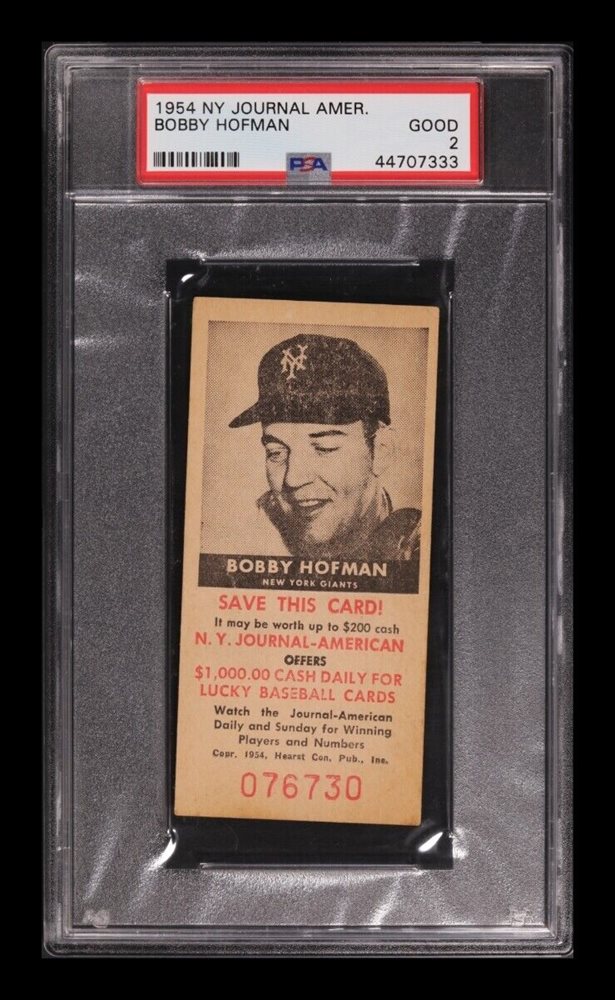 1954 NY JOURNAL AMER.
BOBBY HOFMAN GOOD
2
PSA 44707333
NY
BOBBY HOFMAN
NEW YORK GIANTS
SAVE THIS CARD!
It may be worth up to $200 cash
N. Y. JOURNAL-AMERICAN
OFFERS
$1,000.00 CASH DAILY FOR
LUCKY BASEBALL CARDS
Watch the Journal-American
Daily and Sunday for Winning
Players and Numbers
Copr. 1954, Hearst Con. Pub., Inc.
076730